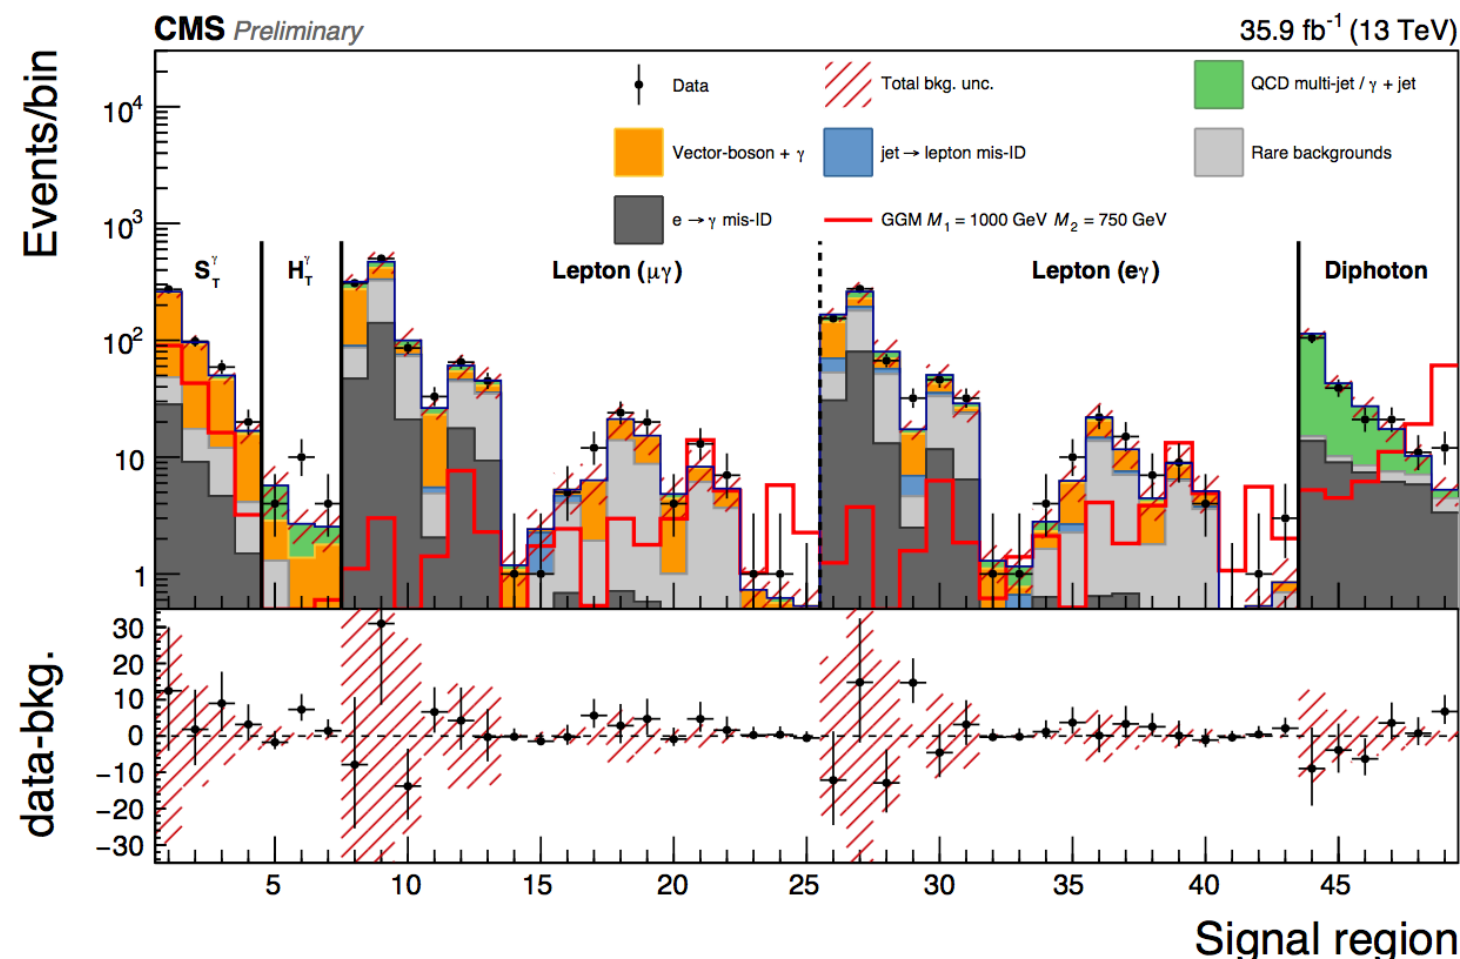 CMS Preliminary 35.9 fb⁻¹ (13 TeV)
Events/bin
10⁴
10³
10²
10
1
Data
Total bkg. unc.
QCD multi-jet / γ + jet
Vector-boson + γ
jet → lepton mis-ID
Rare backgrounds
e → γ mis-ID
GGM M₁ = 1000 GeV M₂ = 750 GeV
S_T^γ
H_T^γ
Lepton (μγ)
Lepton (eγ)
Diphoton
data-bkg.
30
20
10
0
−10
−20
−30
5 10 15 20 25 30 35 40 45
Signal region